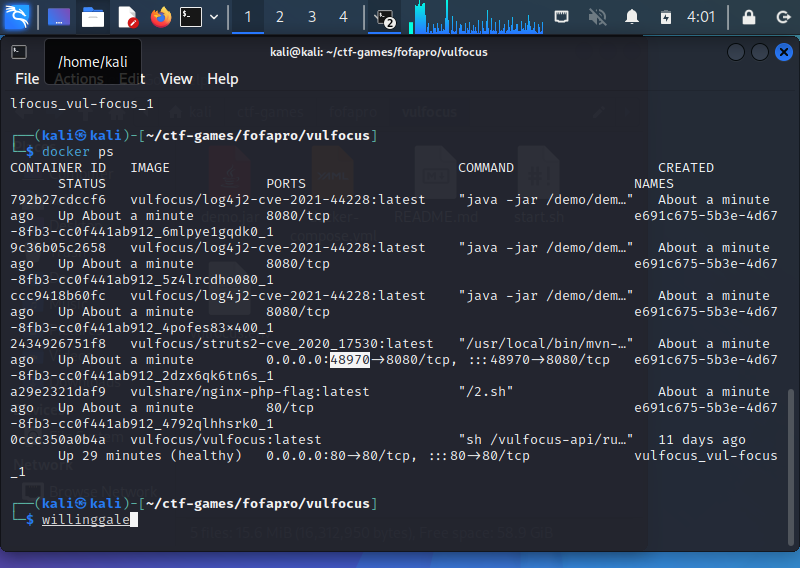 1 2 3 4 2 4:01
kali@kali: ~/ctf-games/fofapro/vulfocus
/home/kali
File Actions Edit View Help
lfocus_vul-focus_1
┌──(kali㉿kali)-[~/ctf-games/fofapro/vulfocus]
└─$ docker ps
CONTAINER ID IMAGE COMMAND CREATED
STATUS PORTS NAMES
792b27cdccf6 vulfocus/log4j2-cve-2021-44228:latest "java -jar /demo/dem…" About a minute
ago Up About a minute 8080/tcp e691c675-5b3e-4d67
-8fb3-cc0f441ab912_6mlpye1gqdk0_1
9c36b05c2658 vulfocus/log4j2-cve-2021-44228:latest "java -jar /demo/dem…" About a minute
ago Up About a minute 8080/tcp e691c675-5b3e-4d67
-8fb3-cc0f441ab912_5z4lrcdho080_1
ccc9418b60fc vulfocus/log4j2-cve-2021-44228:latest "java -jar /demo/dem…" About a minute
ago Up About a minute 8080/tcp e691c675-5b3e-4d67
-8fb3-cc0f441ab912_4pofes83×400_1
2434926751f8 vulfocus/struts2-cve_2020_17530:latest "/usr/local/bin/mvn-…" About a minute
ago Up About a minute 0.0.0.0:48970→8080/tcp, :::48970→8080/tcp e691c675-5b3e-4d67
-8fb3-cc0f441ab912_2dzx6qk6tn6s_1
a29e2321daf9 vulshare/nginx-php-flag:latest "/2.sh" About a minute
ago Up About a minute 80/tcp e691c675-5b3e-4d67
-8fb3-cc0f441ab912_4792qlhhsrk0_1
0ccc350a0b4a vulfocus/vulfocus:latest "sh /vulfocus-api/ru…" 11 days ago
Up 29 minutes (healthy) 0.0.0.0:80→80/tcp, :::80→80/tcp vulfocus_vul-focus
_1
┌──(kali㉿kali)-[~/ctf-games/fofapro/vulfocus]
└─$ willinggale